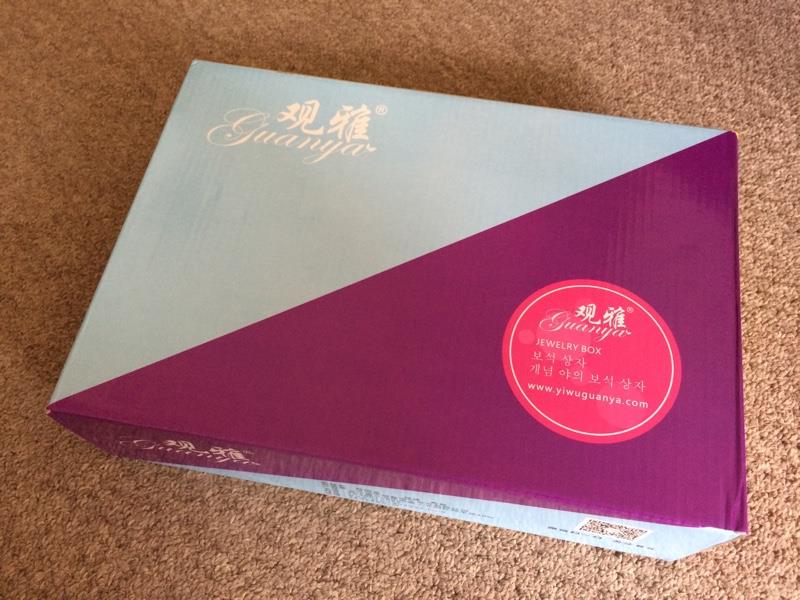 观雅®
Guanya
观雅®
Guanya
JEWELRY BOX
보석 상자
개념 야의 보석 상자
www.yiwuguanya.com
观雅
Guanya